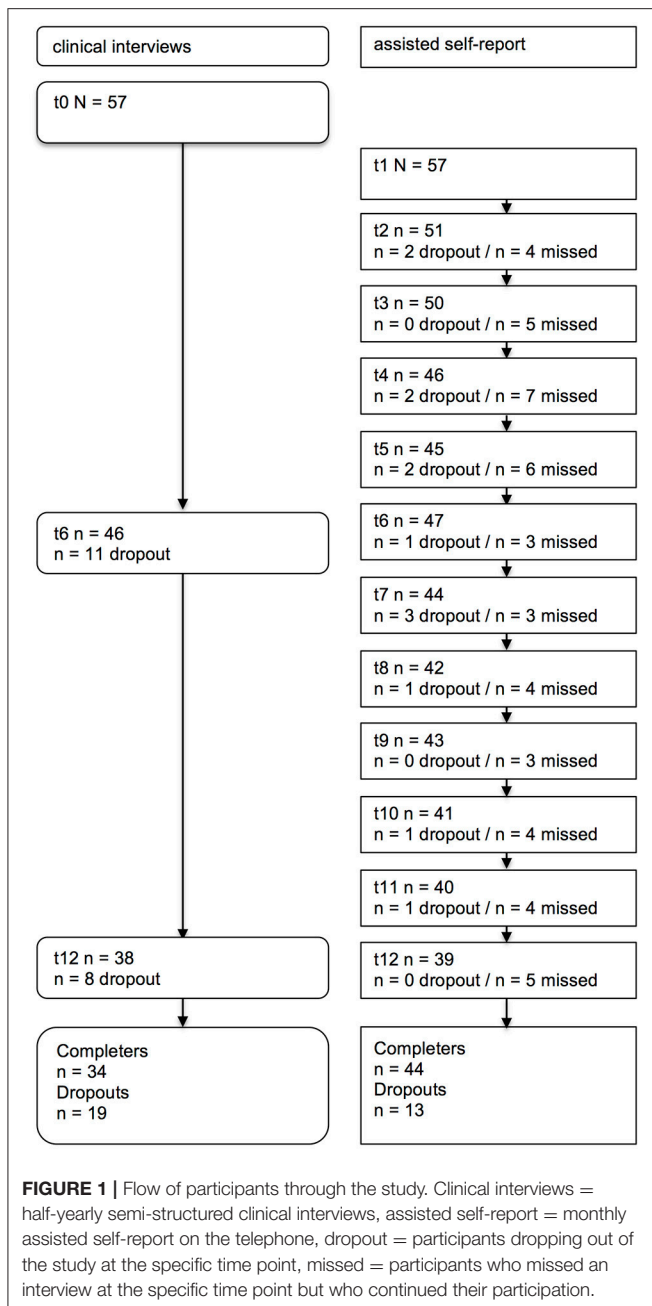 clinical interviews
assisted self-report
t0 N = 57
t1 N = 57
t2 n = 51
n = 2 dropout / n = 4 missed
t3 n = 50
n = 0 dropout / n = 5 missed
t4 n = 46
n = 2 dropout / n = 7 missed
t5 n = 45
n = 2 dropout / n = 6 missed
t6 n = 46
n = 11 dropout
t6 n = 47
n = 1 dropout / n = 3 missed
t7 n = 44
n = 3 dropout / n = 3 missed
t8 n = 42
n = 1 dropout / n = 4 missed
t9 n = 43
n = 0 dropout / n = 3 missed
t10 n = 41
n = 1 dropout / n = 4 missed
t11 n = 40
n = 1 dropout / n = 4 missed
t12 n = 38
n = 8 dropout
t12 n = 39
n = 0 dropout / n = 5 missed
Completers
n = 34
Dropouts
n = 19
Completers
n = 44
Dropouts
n = 13
FIGURE 1 | Flow of participants through the study. Clinical interviews =
half-yearly semi-structured clinical interviews, assisted self-report = monthly
assisted self-report on the telephone, dropout = participants dropping out of
the study at the specific time point, missed = participants who missed an
interview at the specific time point but who continued their participation.